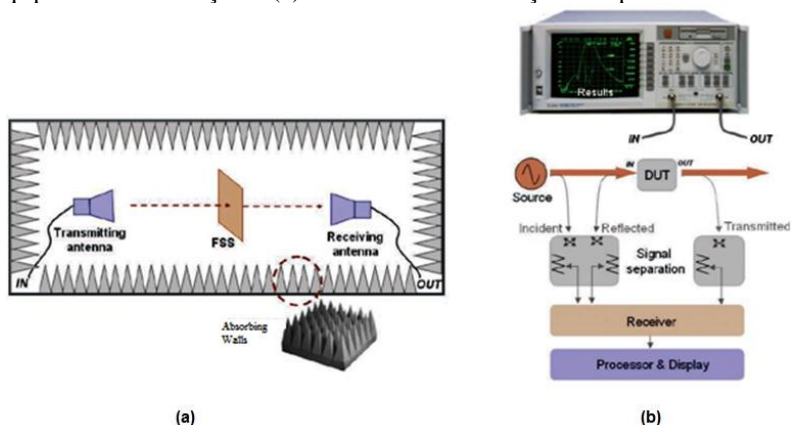 Transmitting
antenna
FSS
Receiving
antenna
IN
OUT
Absorbing
Walls
(a)
Results
IN
OUT
IN
OUT
DUT
Source
Incident
Reflected
Transmitted
Signal
separation
Receiver
Processor & Display
(b)